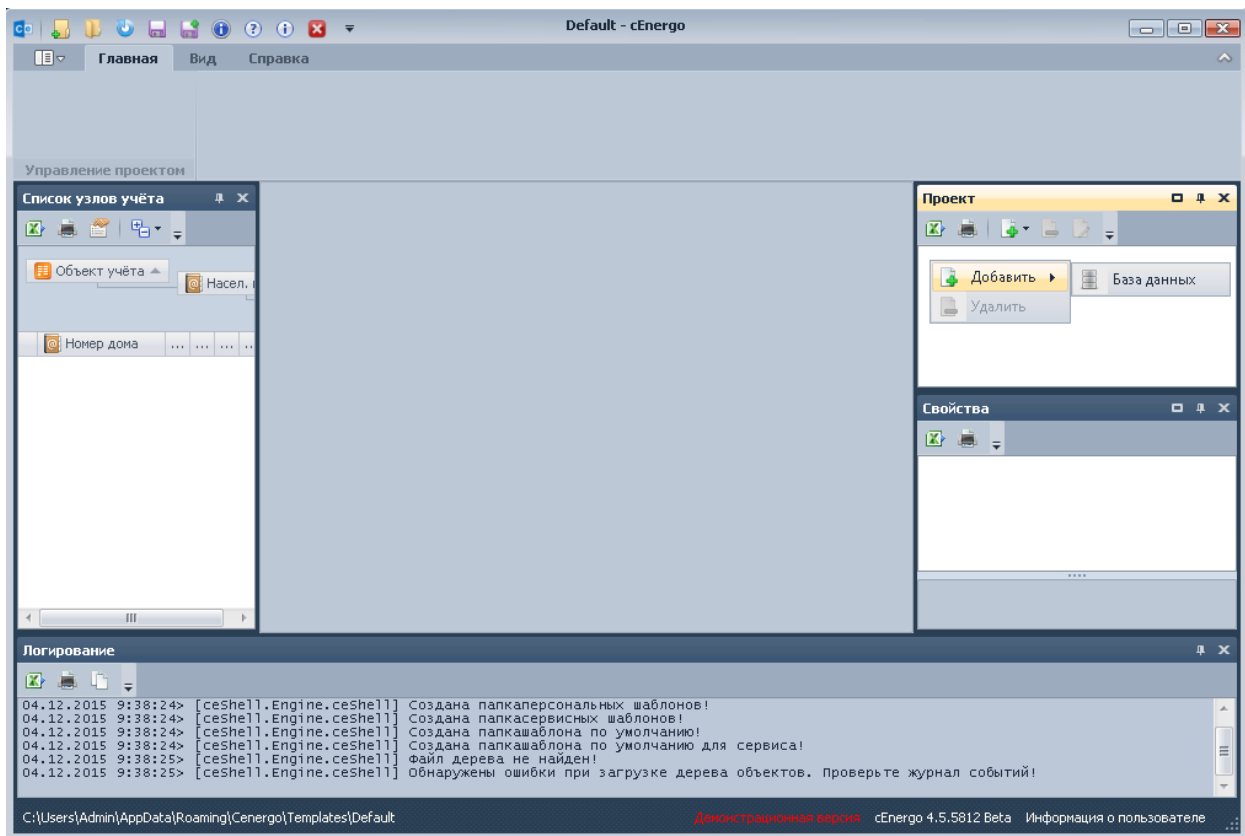 Default - cEnergo
Главная Вид Справка
Управление проектом
Список узлов учёта
Проект
Объект учёта
Насел.
Добавить
База данных
Удалить
Номер дома ... ... ... ..
Свойства
Логирование
04.12.2015 9:38:24> [ceShell.Engine.ceShell] Создана папкаперсональных шаблонов!
04.12.2015 9:38:24> [ceShell.Engine.ceShell] Создана папкасервисных шаблонов!
04.12.2015 9:38:24> [ceShell.Engine.ceShell] Создана папкашаблона по умолчанию!
04.12.2015 9:38:24> [ceShell.Engine.ceShell] Создана папкашаблона по умолчанию для сервиса!
04.12.2015 9:38:25> [ceShell.Engine.ceShell] Файл дерева не найден!
04.12.2015 9:38:25> [ceShell.Engine.ceShell] Обнаружены ошибки при загрузке дерева объектов. Проверьте журнал событий!
C:\Users\Admin\AppData\Roaming\Cenergo\Templates\Default
Демонстрационная версия cEnergo 4.5.5812 Beta Информация о пользователе